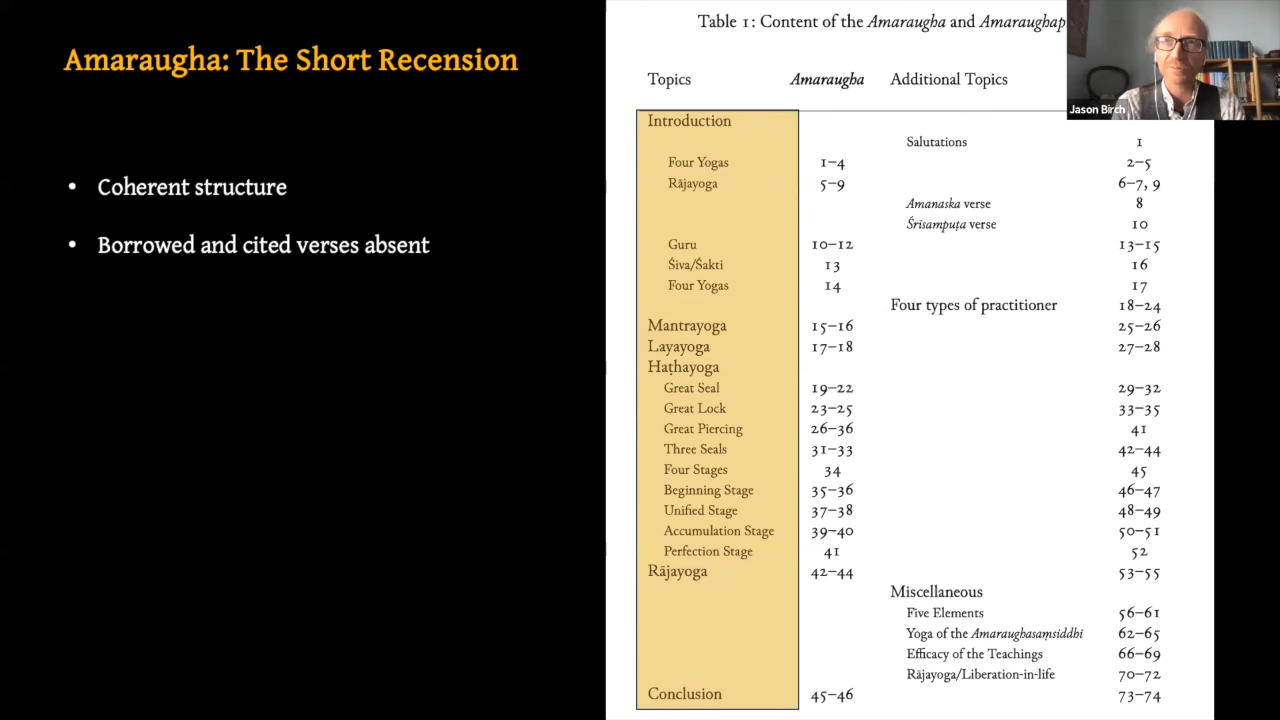 Amaraugha: The Short Recension
• Coherent structure
• Borrowed and cited verses absent
Table 1: Content of the Amaraugha and Amaraughap
Topics Amaraugha Additional Topics
Introduction
Salutations 1
Four Yogas 1–4 2–5
Rājayoga 5–9 6–7, 9
Amanaska verse 8
Śrīsampuṭa verse 10
Guru 10–12 13–15
Śiva/Śakti 13 16
Four Yogas 14 17
Four types of practitioner 18–24
Mantrayoga 15–16 25–26
Layayoga 17–18 27–28
Haṭhayoga
Great Seal 19–22 29–32
Great Lock 23–25 33–35
Great Piercing 26–36 41
Three Seals 31–33 42–44
Four Stages 34 45
Beginning Stage 35–36 46–47
Unified Stage 37–38 48–49
Accumulation Stage 39–40 50–51
Perfection Stage 41 52
Rājayoga 42–44 53–55
Miscellaneous
Five Elements 56–61
Yoga of the Amaraughasaṃsiddhi 62–65
Efficacy of the Teachings 66–69
Rājayoga/Liberation-in-life 70–72
Conclusion 45–46 73–74
Jason Birch